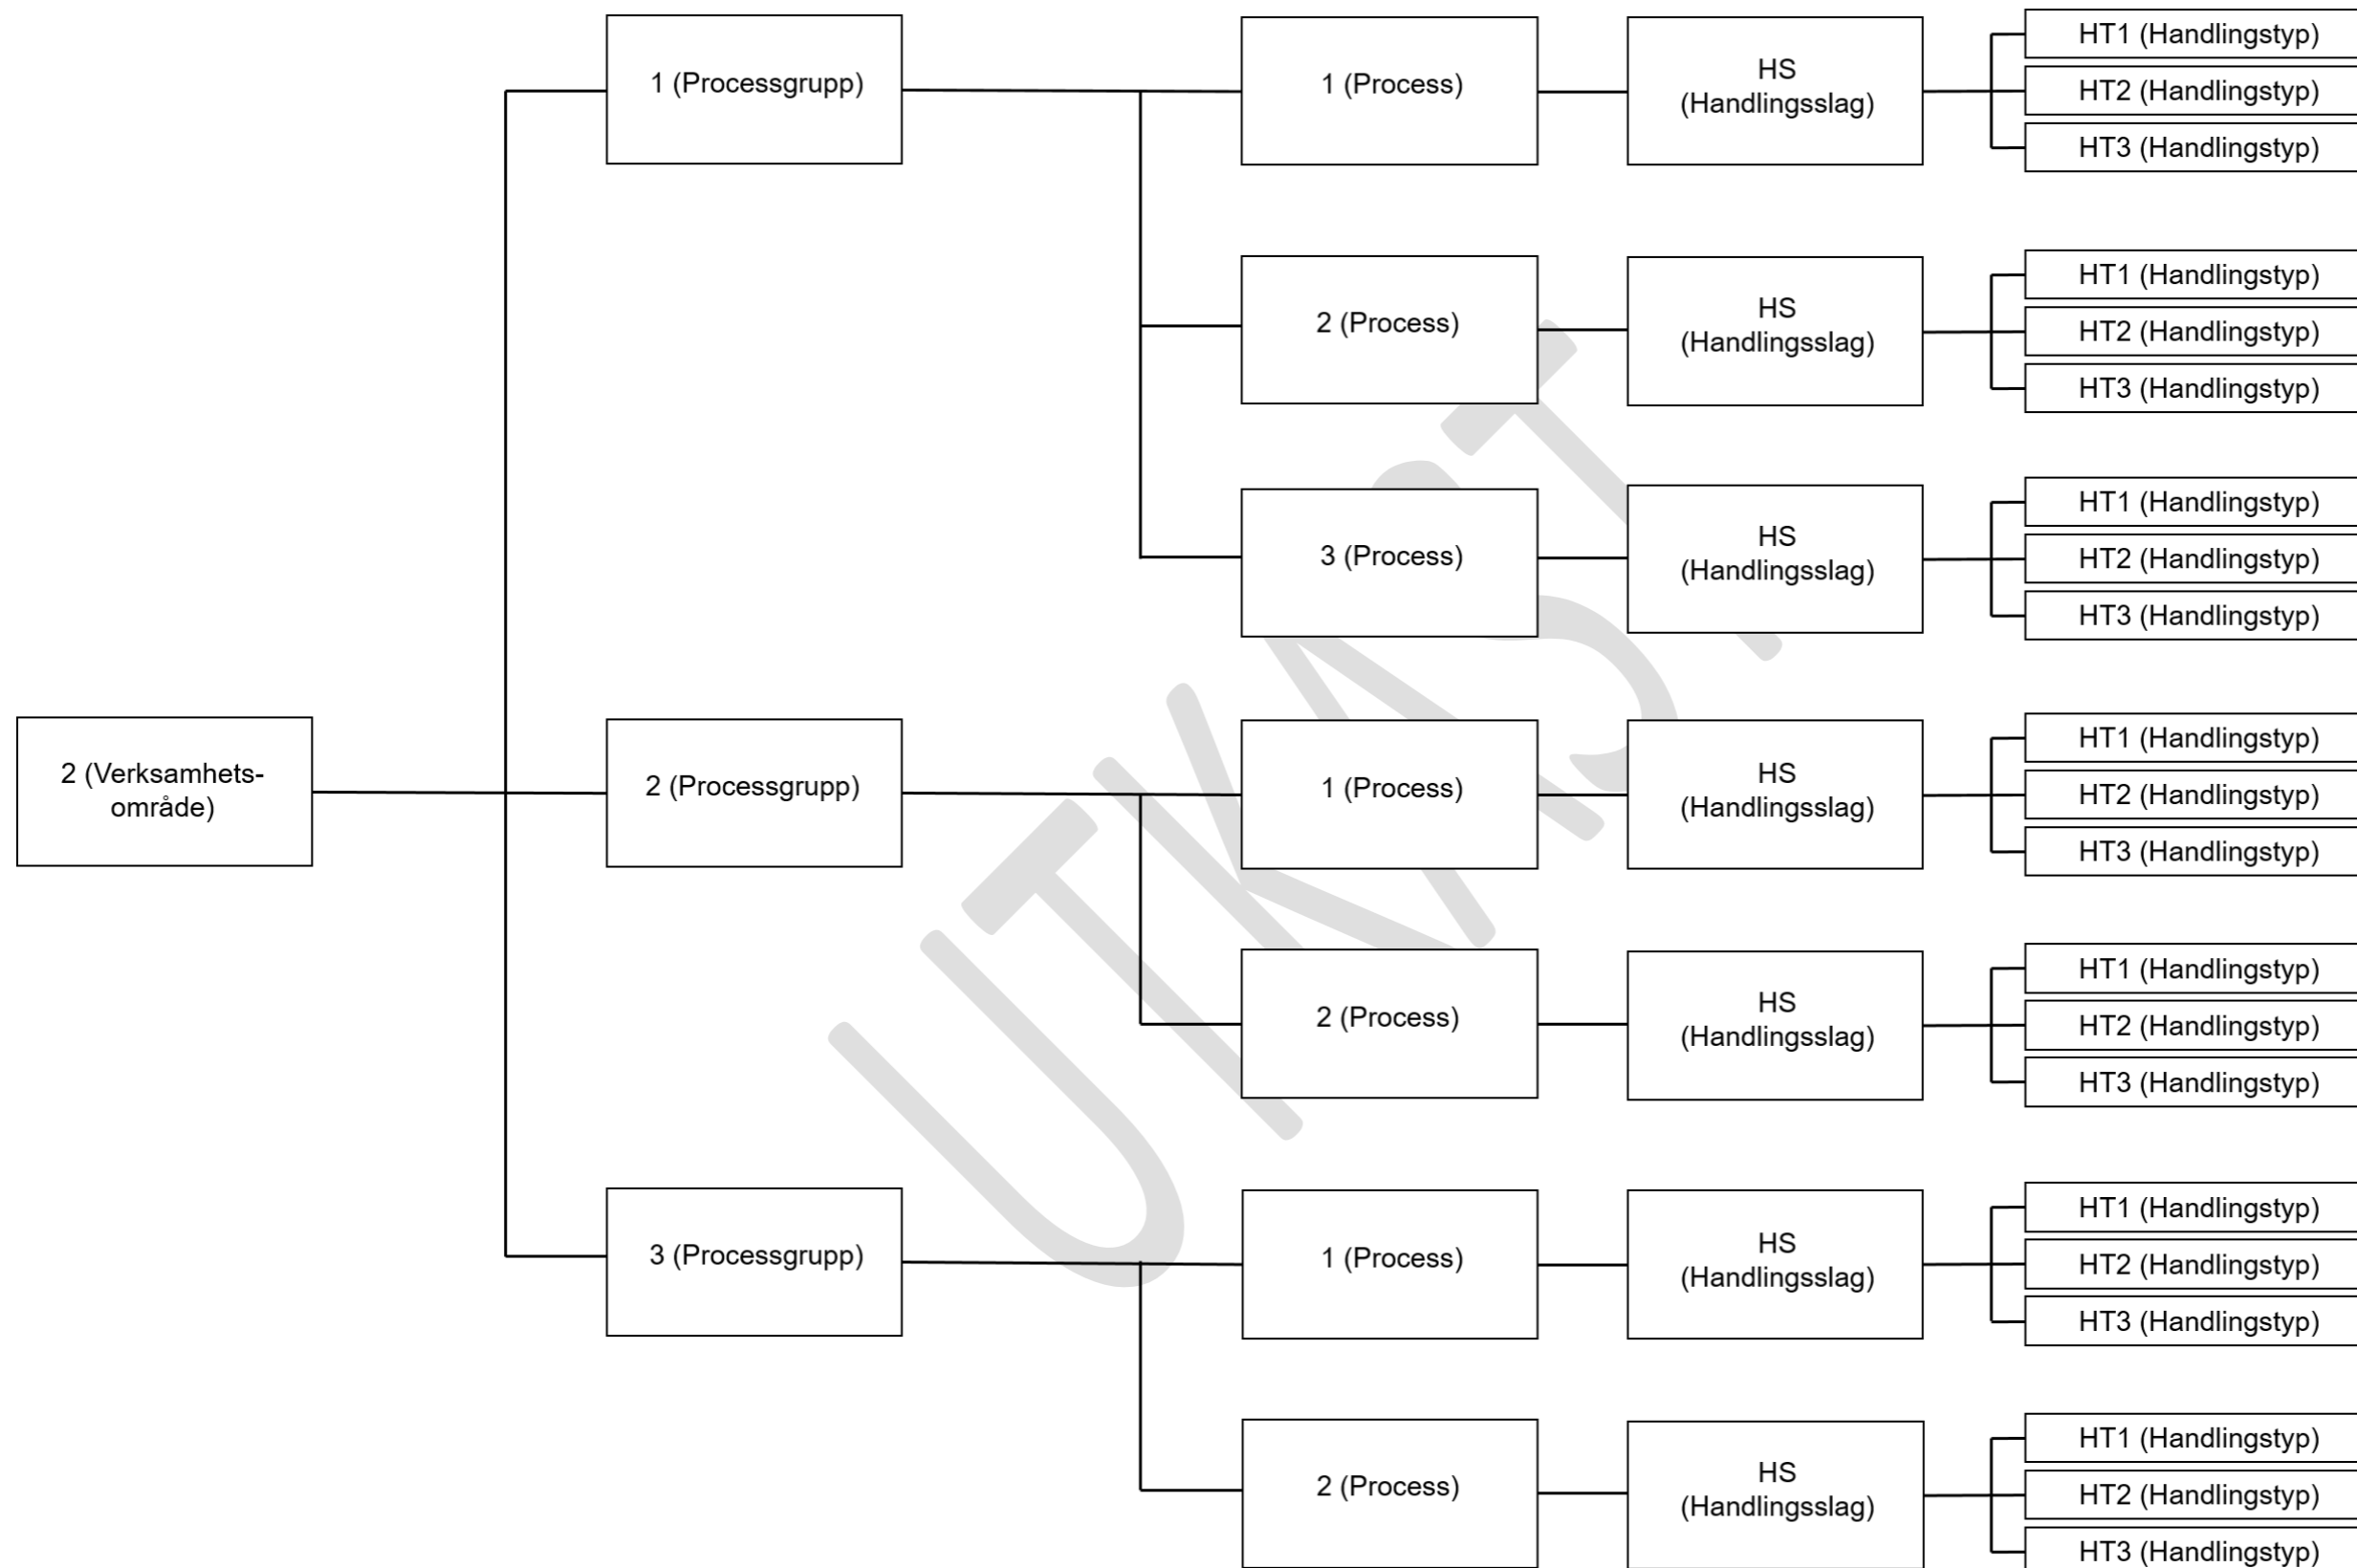 1 (Processgrupp)
1 (Process)
HS
(Handlingsslag)
HT1 (Handlingstyp)
HT2 (Handlingstyp)
HT3 (Handlingstyp)
2 (Process)
HS
(Handlingsslag)
HT1 (Handlingstyp)
HT2 (Handlingstyp)
HT3 (Handlingstyp)
3 (Process)
HS
(Handlingsslag)
HT1 (Handlingstyp)
HT2 (Handlingstyp)
HT3 (Handlingstyp)
2 (Verksamhets-
område)
2 (Processgrupp)
1 (Process)
HS
(Handlingsslag)
HT1 (Handlingstyp)
HT2 (Handlingstyp)
HT3 (Handlingstyp)
2 (Process)
HS
(Handlingsslag)
HT1 (Handlingstyp)
HT2 (Handlingstyp)
HT3 (Handlingstyp)
3 (Processgrupp)
1 (Process)
HS
(Handlingsslag)
HT1 (Handlingstyp)
HT2 (Handlingstyp)
HT3 (Handlingstyp)
2 (Process)
HS
(Handlingsslag)
HT1 (Handlingstyp)
HT2 (Handlingstyp)
HT3 (Handlingstyp)
UTKAST